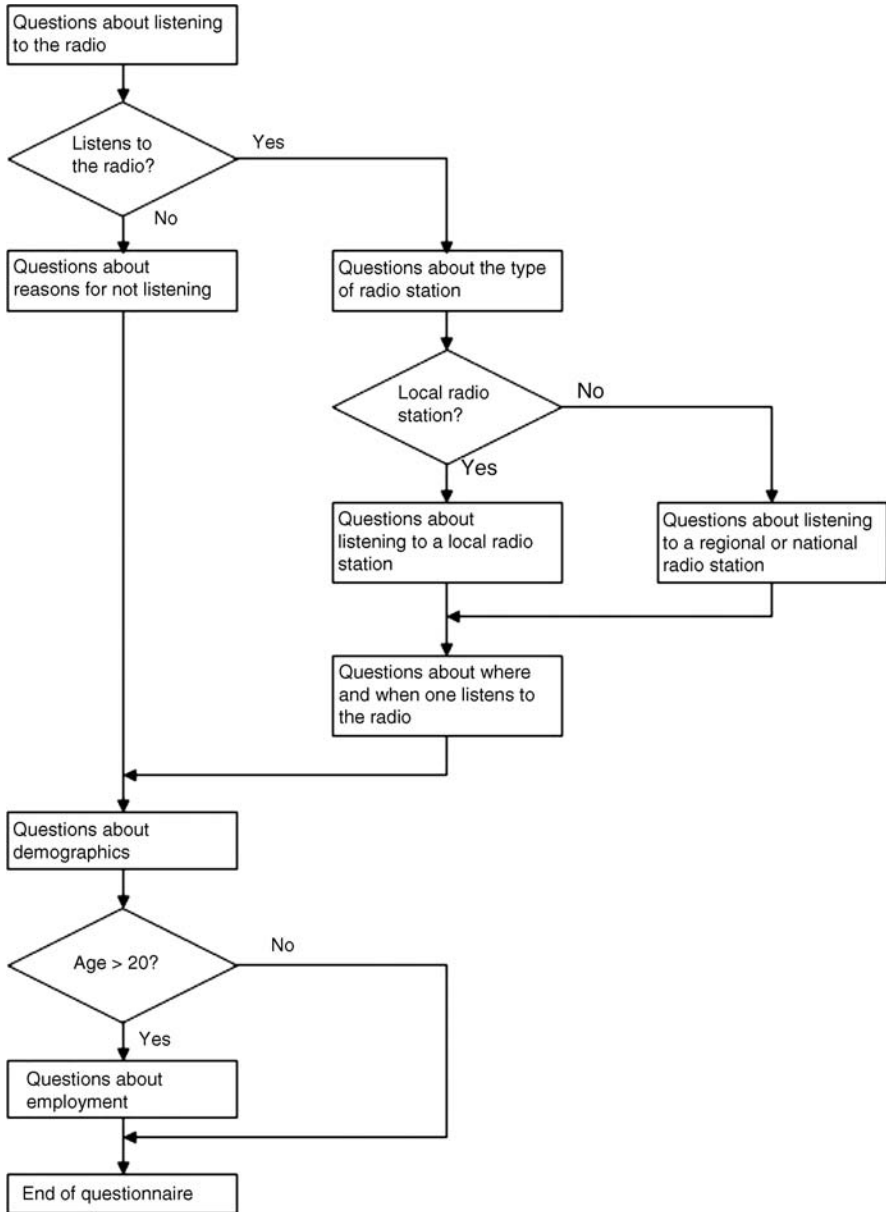 Questions about listening
to the radio
Listens to
the radio?
Yes
No
Questions about
reasons for not listening
Questions about the type
of radio station
Local radio
station?
No
Yes
Questions about
listening to a local radio
station
Questions about listening
to a regional or national
radio station
Questions about where
and when one listens to
the radio
Questions about
demographics
Age > 20?
No
Yes
Questions about
employment
End of questionnaire